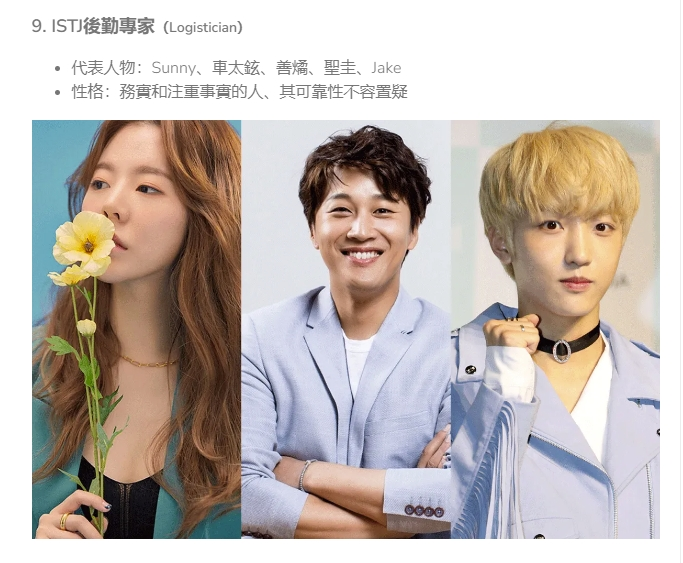 9. ISTJ後勤專家（Logistician）
代表人物：Sunny、車太鉉、善燏、聖圭、Jake
性格：務實和注重事實的人、其可靠性不容置疑